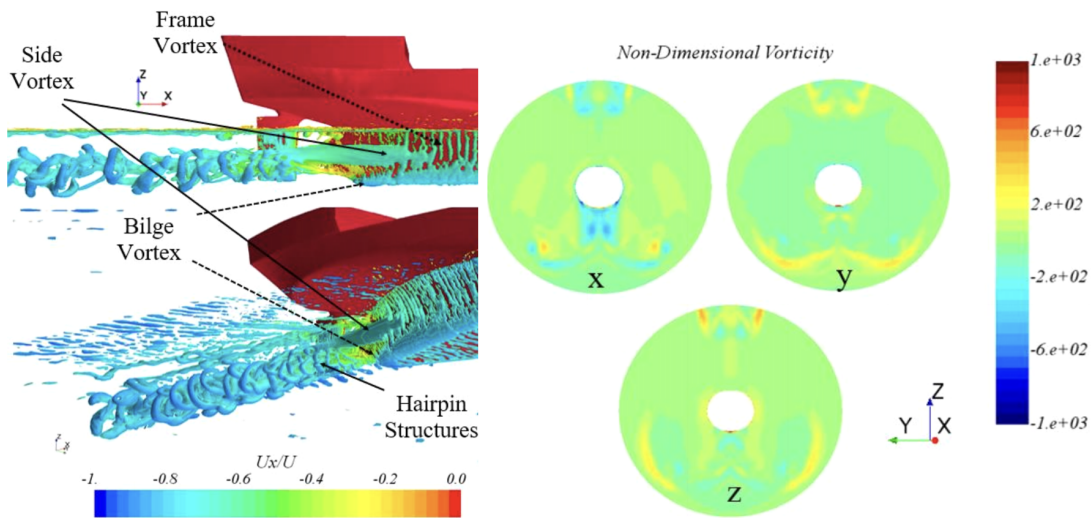 Frame
Vortex
Side
Vortex
Z
Y
X
Bilge
Vortex
Hairpin
Structures
Ux/U
-1. -0.8 -0.6 -0.4 -0.2 0.0
Non-Dimensional Vorticity
x
y
z
1.e+03
6.e+02
2.e+02
-2.e+02
-6.e+02
-1.e+03
Z
Y
X